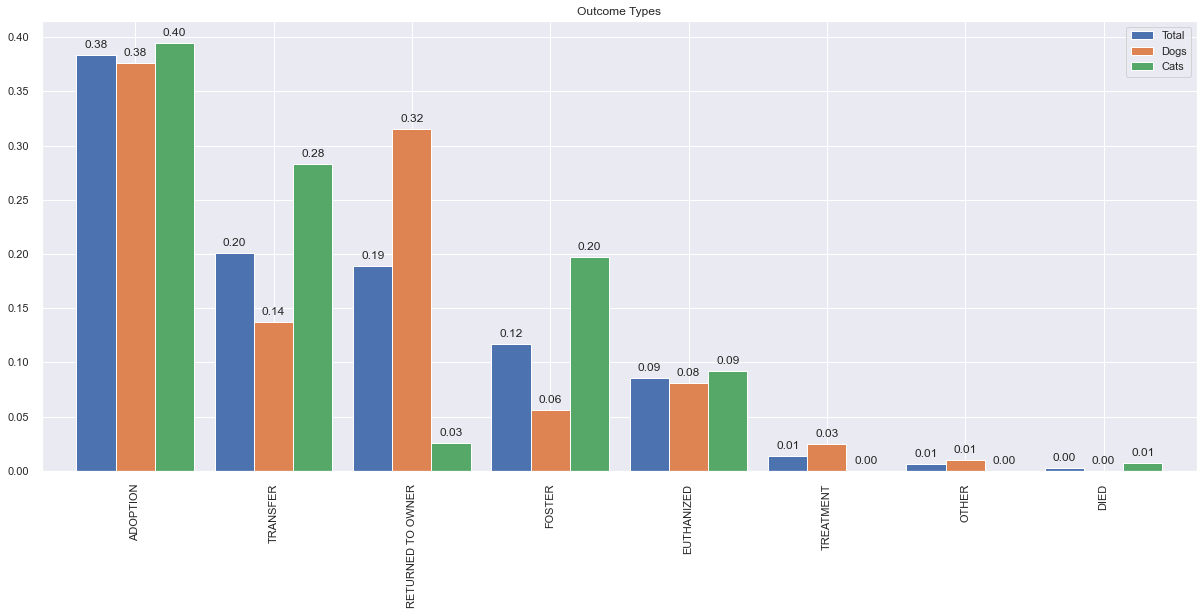 Outcome Types
Total
Dogs
Cats
0.40
0.35
0.30
0.25
0.20
0.15
0.10
0.05
0.00
0.38
0.38
0.40
0.20
0.14
0.28
0.19
0.32
0.03
0.12
0.06
0.20
0.09
0.08
0.09
0.01
0.03
0.00
0.01
0.01
0.00
0.00
0.00
0.01
ADOPTION
TRANSFER
RETURNED TO OWNER
FOSTER
EUTHANIZED
TREATMENT
OTHER
DIED